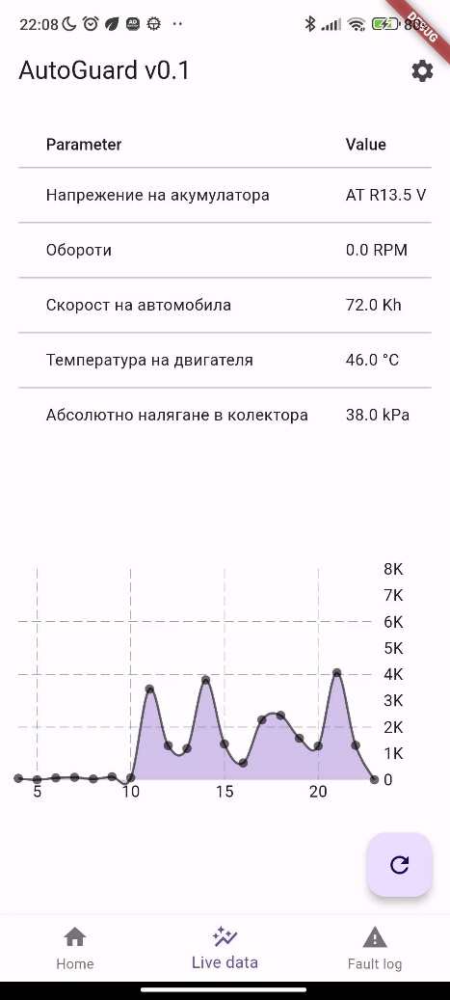 22:08
80
DEBUG
AutoGuard v0.1
Parameter Value
Напрежение на акумулатора AT R13.5 V
Обороти 0.0 RPM
Скорост на автомобила 72.0 Kh
Температура на двигателя 46.0 °C
Абсолютно налягане в колектора 38.0 kPa
8K
7K
6K
5K
4K
3K
2K
1K
0
5 10 15 20
Home Live data Fault log